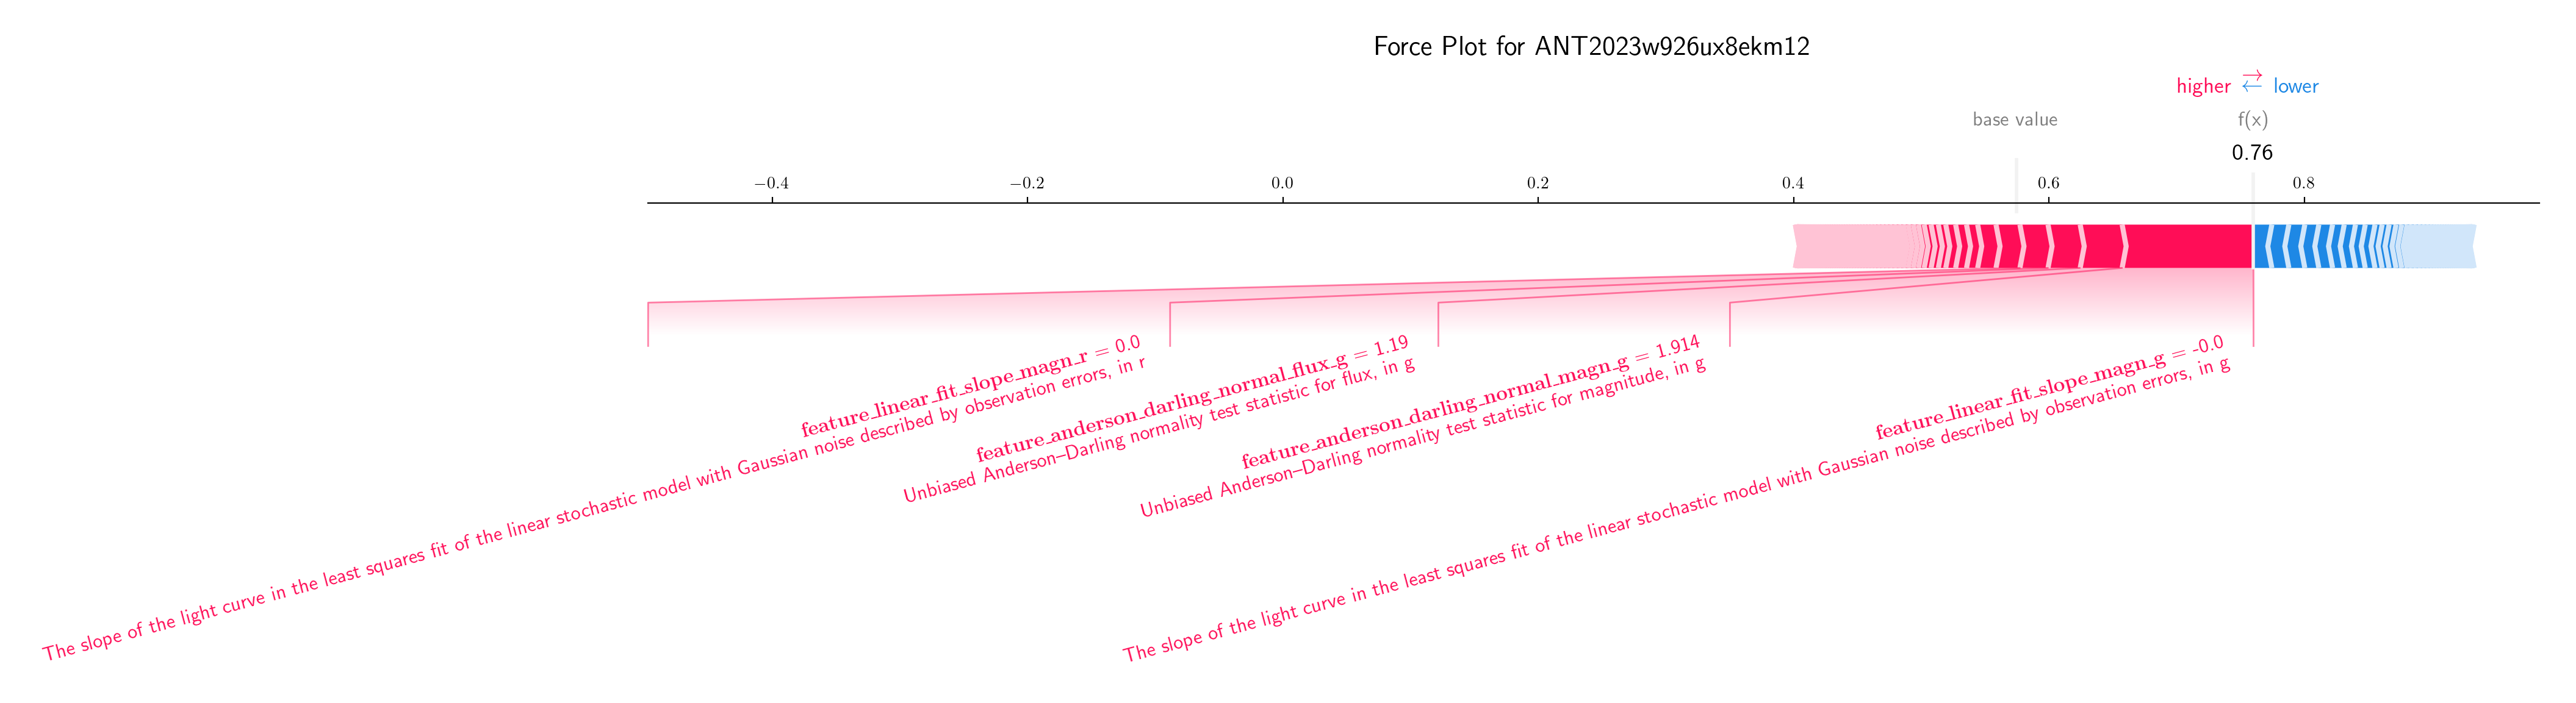 Force Plot for ANT2023w926ux8ekm12
higher → ← lower
base value
f(x)
0.76
−0.4 −0.2 0.0 0.2 0.4 0.6 0.8
feature_linear_fit_slope_magn_r = 0.0
The slope of the light curve in the least squares fit of the linear stochastic model with Gaussian noise described by observation errors, in r
feature_anderson_darling_normal_flux_g = 1.19
Unbiased Anderson–Darling normality test statistic for flux, in g
feature_anderson_darling_normal_magn_g = 1.914
Unbiased Anderson–Darling normality test statistic for magnitude, in g
feature_linear_fit_slope_magn_g = -0.0
The slope of the light curve in the least squares fit of the linear stochastic model with Gaussian noise described by observation errors, in g